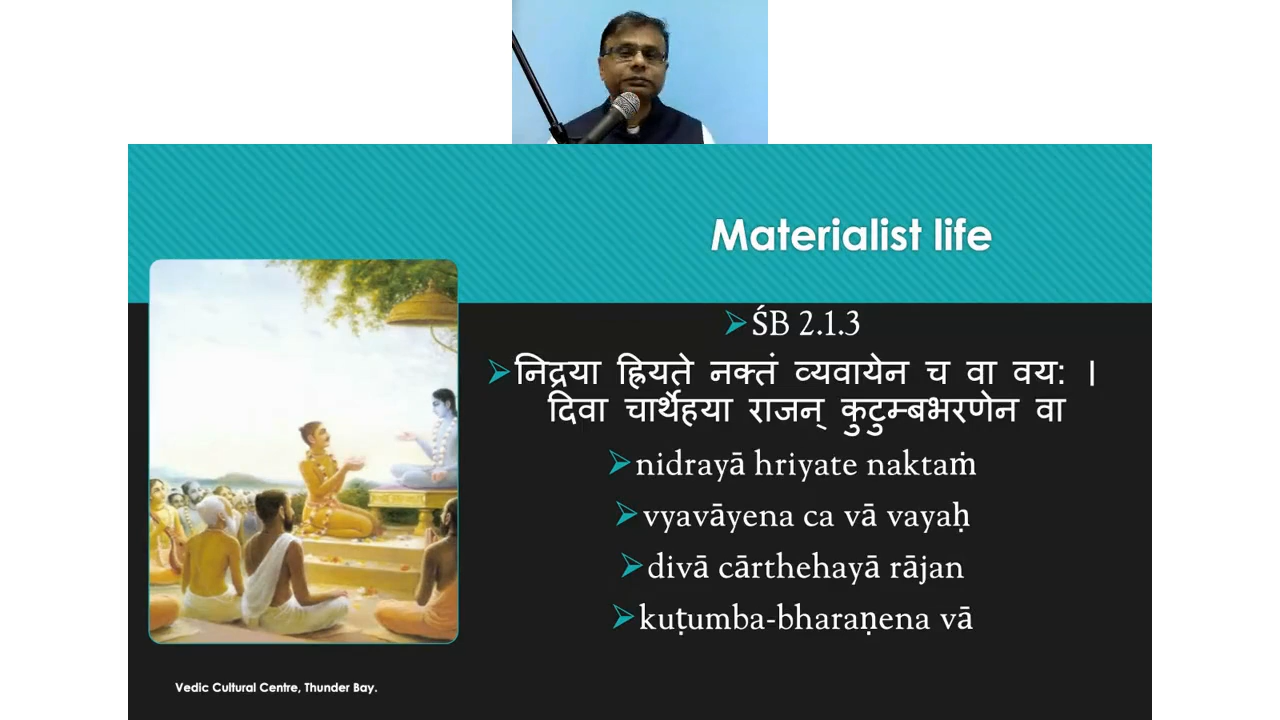 Materialist life
➢ŚB 2.1.3
➢निद्रया ह्रियते नक्तं व्यवायेन च वा वय: ।
दिवा चार्थेहया राजन् कुटुम्बभरणेन वा
➢nidrayā hriyate naktaṁ
➢vyavāyena ca vā vayaḥ
➢divā cārthehayā rājan
➢kuṭumba-bharaṇena vā
Vedic Cultural Centre, Thunder Bay.